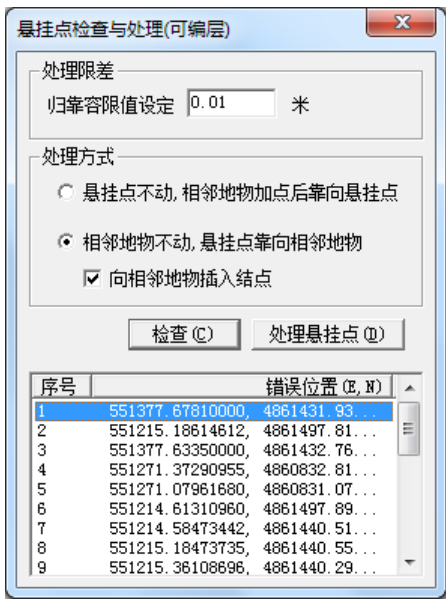 悬挂点检查与处理(可编层)
处理限差
归靠容限值设定 0.01 米
处理方式
悬挂点不动,相邻地物加点后靠向悬挂点
相邻地物不动,悬挂点靠向相邻地物
向相邻地物插入结点
检查(C) 处理悬挂点(D)
序号 错误位置(E,N)
1 551377.67810000, 4861431.93...
2 551215.18614612, 4861497.81...
3 551377.63350000, 4861432.76...
4 551271.37290955, 4860832.81...
5 551271.07961680, 4860831.07...
6 551214.61310960, 4861497.89...
7 551214.58473442, 4861440.51...
8 551215.18473735, 4861440.55...
9 551215.36108696, 4861440.29...